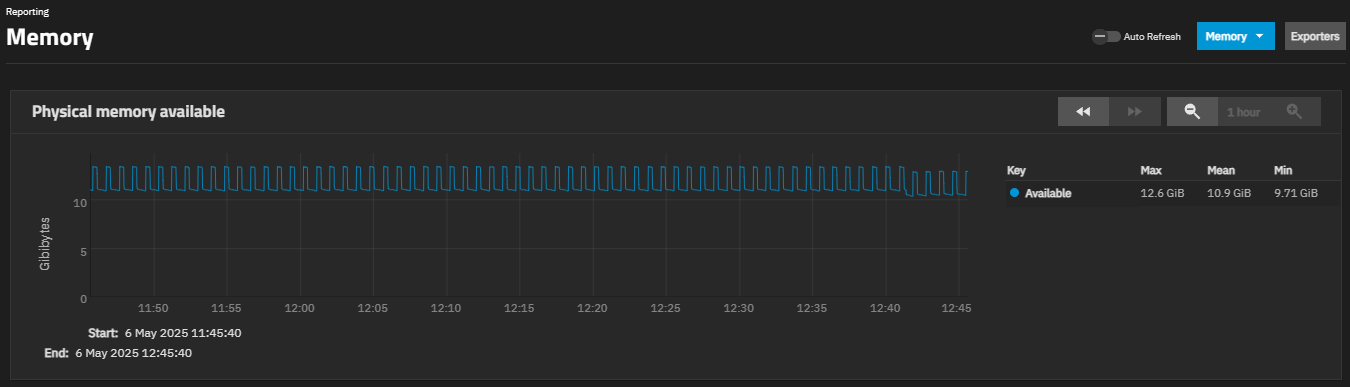 Reporting
Memory
Auto Refresh
Memory
Exporters
Physical memory available
1 hour
Gibibytes
10
5
0
11:50 11:55 12:00 12:05 12:10 12:15 12:20 12:25 12:30 12:35 12:40 12:45
Key Max Mean Min
Available 12.6 GiB 10.9 GiB 9.71 GiB
Start: 6 May 2025 11:45:40
End: 6 May 2025 12:45:40